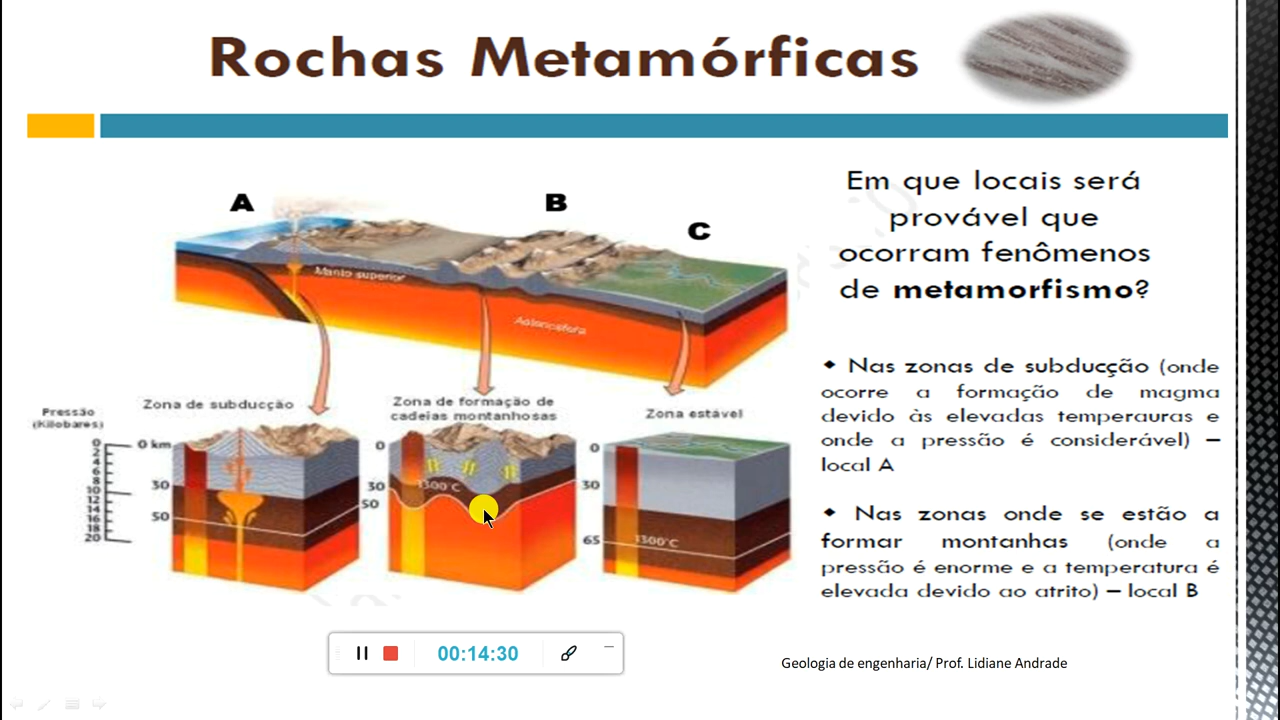 Rochas Metamórficas
A
B
C
Manto superior
Astenosfera
Em que locais será
provável que
ocorram fenômenos
de metamorfismo?
Zona de subducção
Zona de formação de
cadeias montanhosas
Zona estável
Pressão
(Kilobares)
0
2
4
6
8
10
12
14
16
18
20
0 km
30
50
0
30
50
1300°C
0
30
65
1300°C
◆ Nas zonas de subducção (onde
ocorre a formação de magma
devido às elevadas temperauras e
onde a pressão é considerável) –
local A
◆ Nas zonas onde se estão a
formar montanhas (onde a
pressão é enorme e a temperatura é
elevada devido ao atrito) – local B
00:14:30
Geologia de engenharia/ Prof. Lidiane Andrade